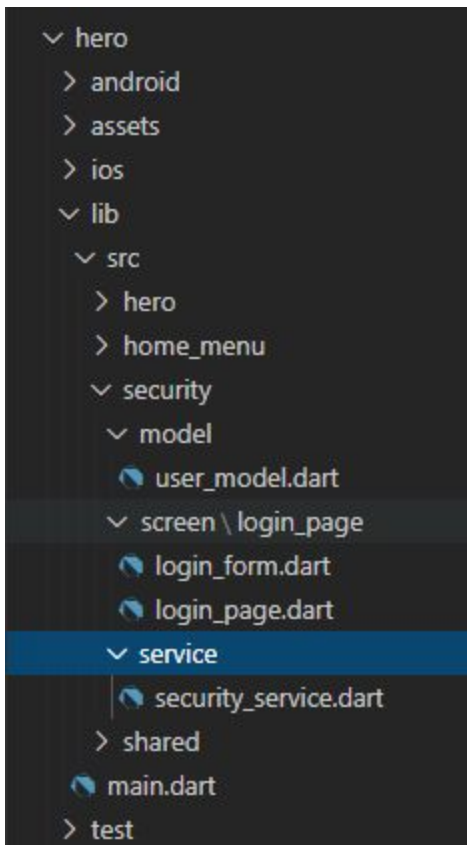 hero
android
assets
ios
lib
src
hero
home_menu
security
model
user_model.dart
screen \ login_page
login_form.dart
login_page.dart
service
security_service.dart
shared
main.dart
test